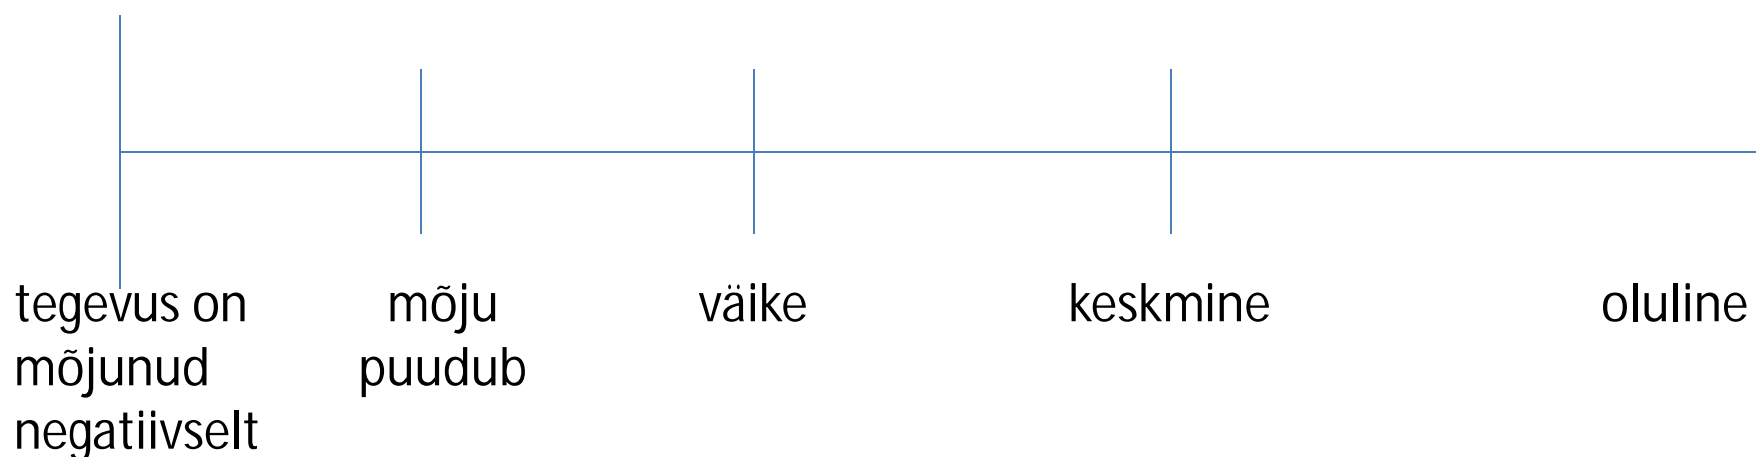 tegevus on
mõjunud
negatiivselt
mõju
puudub
väike
keskmine
oluline